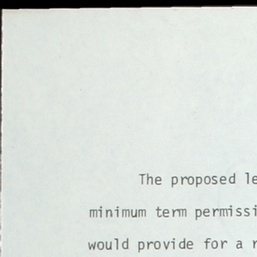 The proposed le
minimum term permissi
would provide for a r